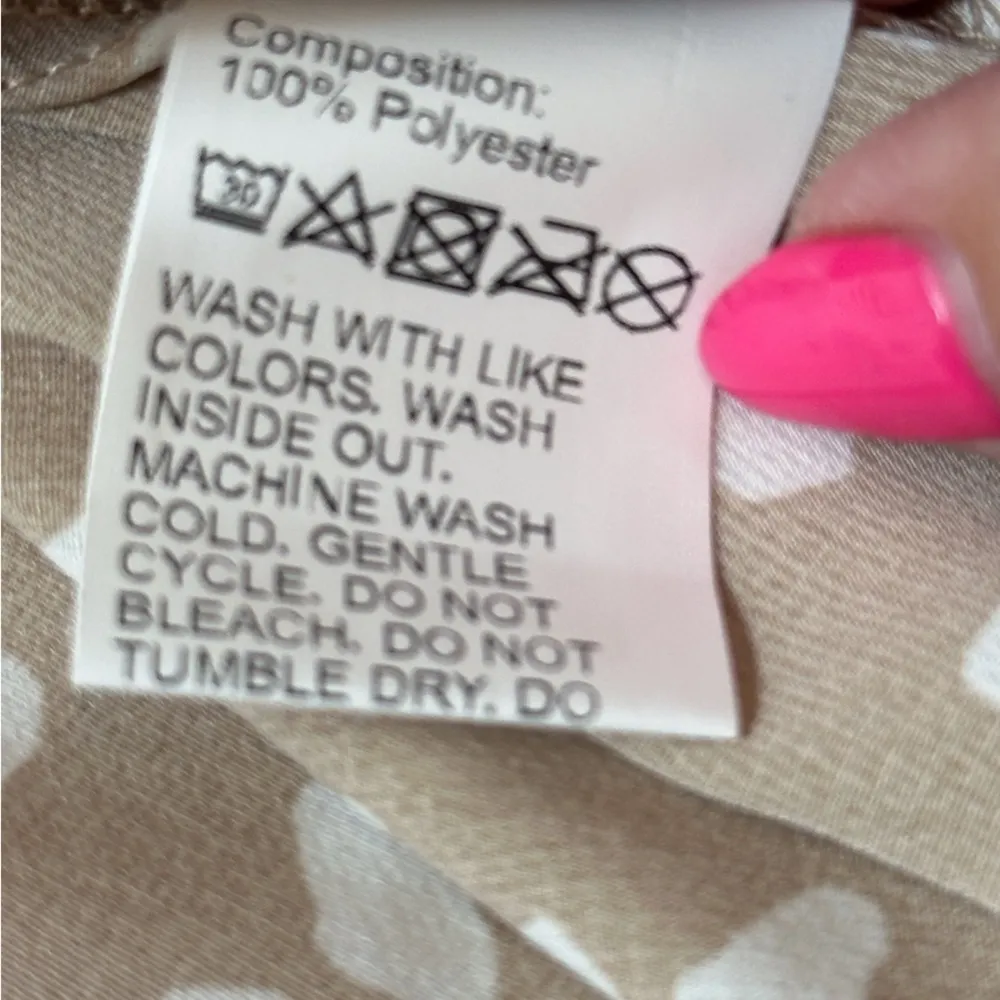 Composition:
100% Polyester
30
WASH WITH LIKE
COLORS. WASH
INSIDE OUT.
MACHINE WASH
COLD. GENTLE
CYCLE. DO NOT
BLEACH. DO NOT
TUMBLE DRY. DO